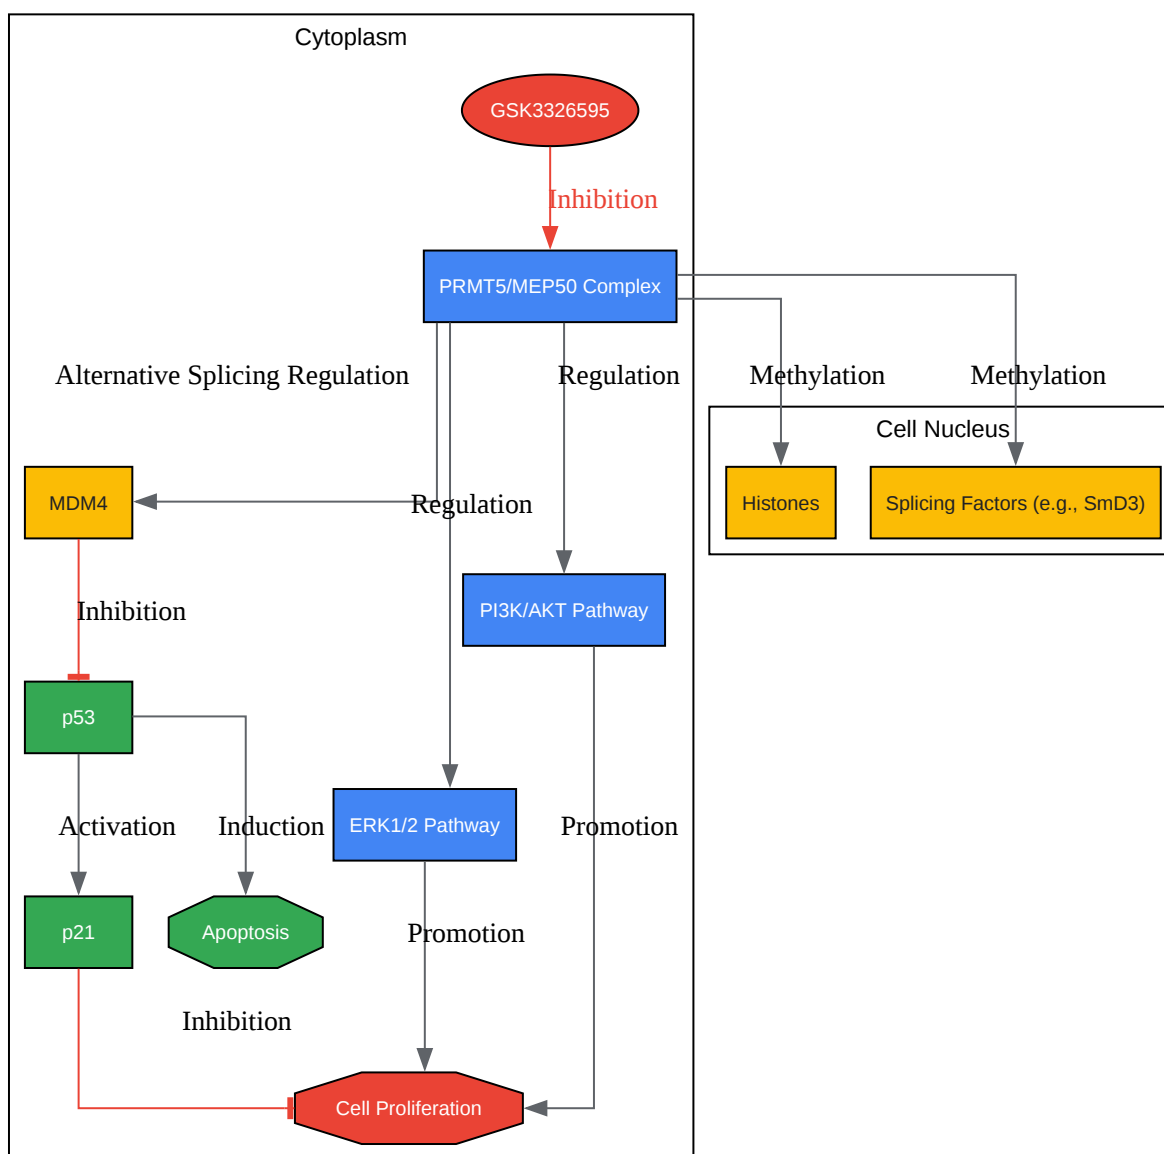 Cytoplasm
GSK3326595
Inhibition
PRMT5/MEP50 Complex
Alternative Splicing Regulation
Regulation
Methylation
Methylation
Cell Nucleus
MDM4
Regulation
Histones
Splicing Factors (e.g., SmD3)
PI3K/AKT Pathway
Inhibition
p53
Activation
Induction
ERK1/2 Pathway
Promotion
p21
Apoptosis
Promotion
Inhibition
Cell Proliferation